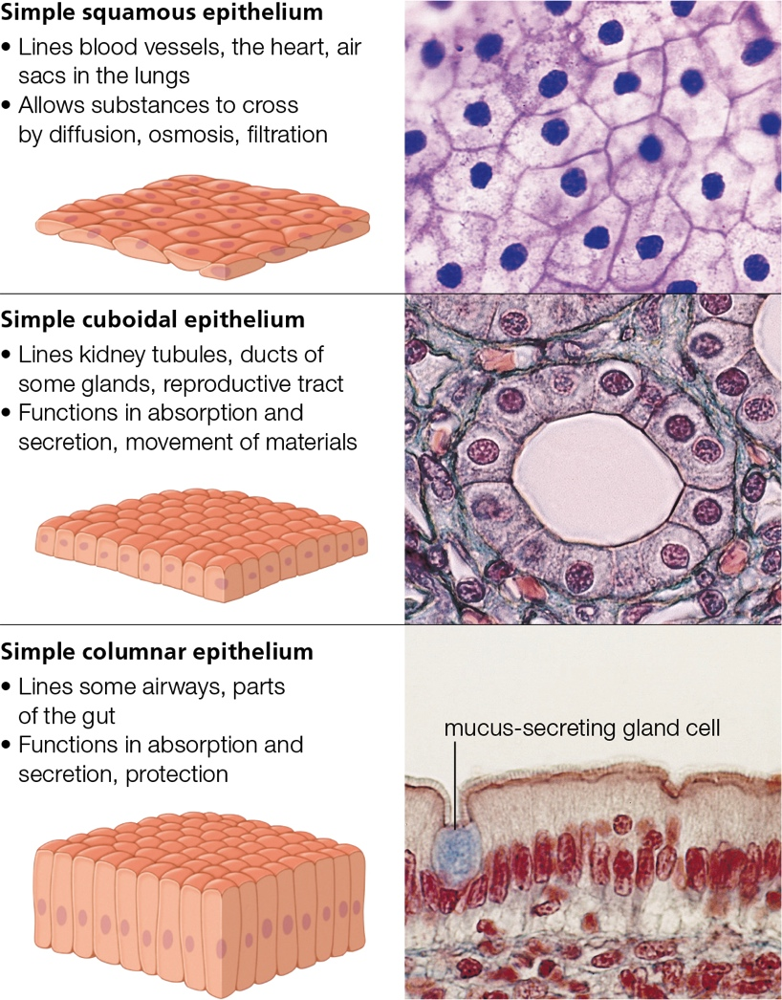 Simple squamous epithelium
• Lines blood vessels, the heart, air
sacs in the lungs
• Allows substances to cross
by diffusion, osmosis, filtration
Simple cuboidal epithelium
• Lines kidney tubules, ducts of
some glands, reproductive tract
• Functions in absorption and
secretion, movement of materials
Simple columnar epithelium
• Lines some airways, parts
of the gut
• Functions in absorption and
secretion, protection
mucus-secreting gland cell